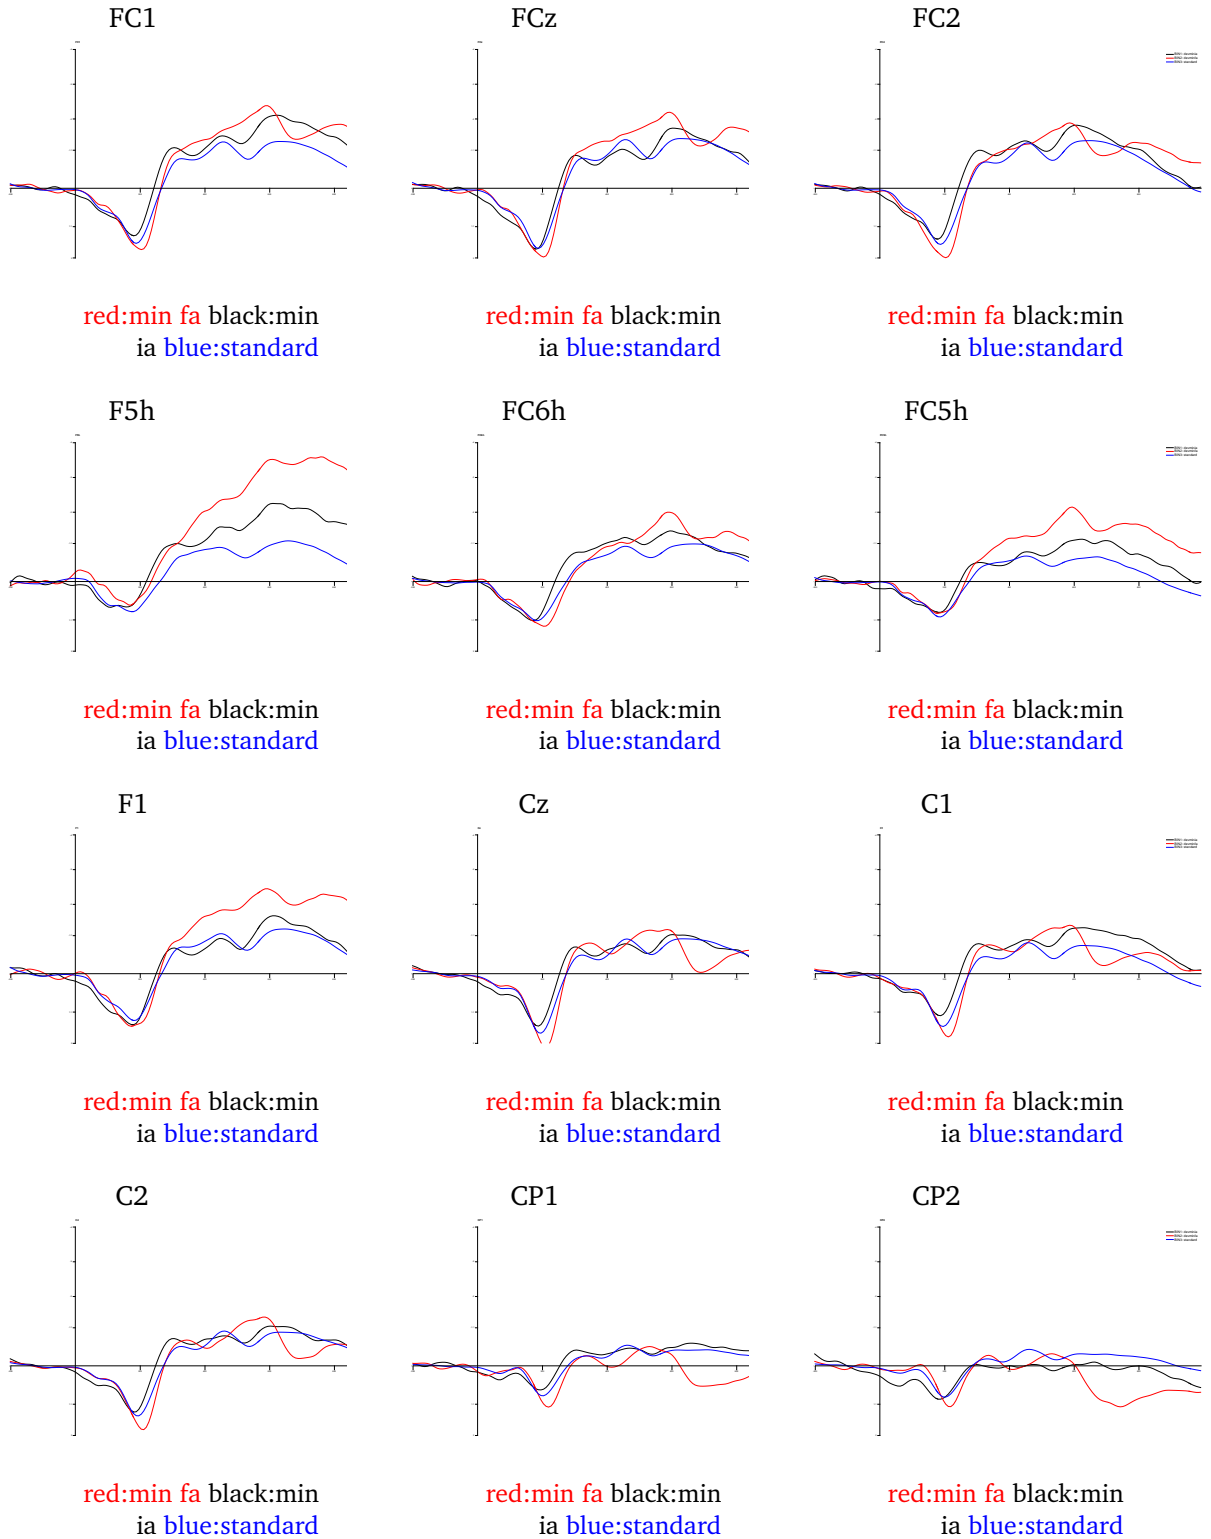 FC1
FCz
FC2
red:min fa black:min
ia blue:standard
red:min fa black:min
ia blue:standard
red:min fa black:min
ia blue:standard
F5h
FC6h
FC5h
red:min fa black:min
ia blue:standard
red:min fa black:min
ia blue:standard
red:min fa black:min
ia blue:standard
F1
Cz
C1
red:min fa black:min
ia blue:standard
red:min fa black:min
ia blue:standard
red:min fa black:min
ia blue:standard
C2
CP1
CP2
red:min fa black:min
ia blue:standard
red:min fa black:min
ia blue:standard
red:min fa black:min
ia blue:standard